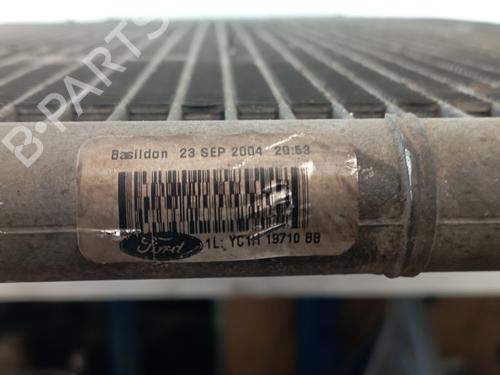 B-PARTS
Basildon 23 SEP 2004 20:53
Ford 1L: YC1H 19710 BB